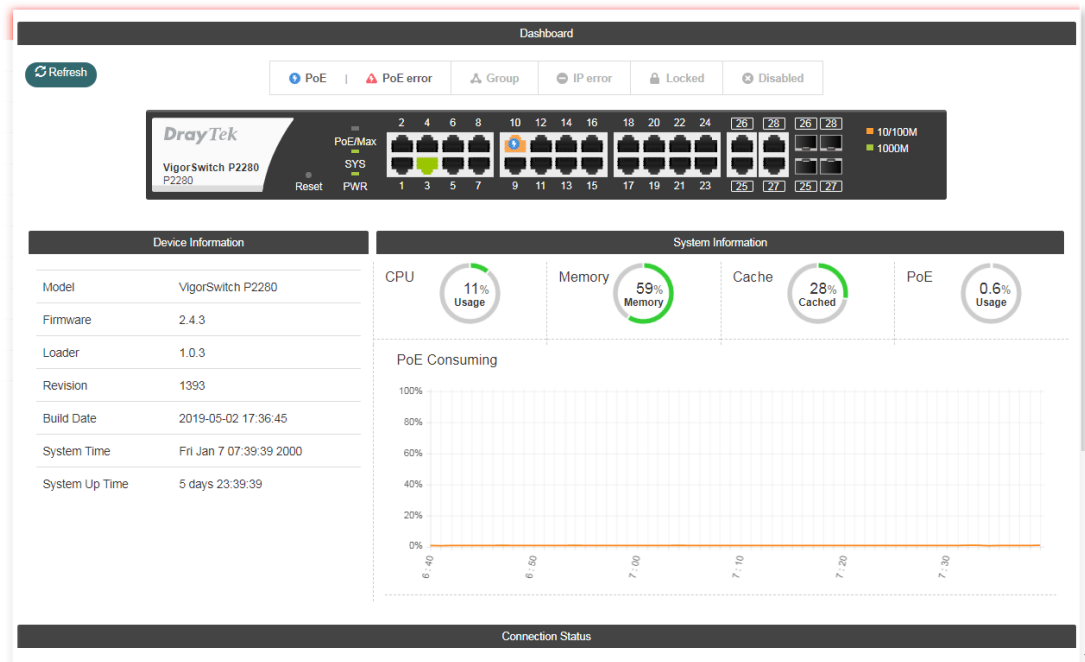 Dashboard
Refresh
PoE | PoE error Group IP error Locked Disabled
DrayTek
VigorSwitch P2280
P2280
Reset
PoE/Max
SYS
PWR
2 4 6 8 10 12 14 16 18 20 22 24 26 28 26 28
1 3 5 7 9 11 13 15 17 19 21 23 25 27 25 27
10/100M
1000M
Device Information
Model VigorSwitch P2280
Firmware 2.4.3
Loader 1.0.3
Revision 1393
Build Date 2019-05-02 17:36:45
System Time Fri Jan 7 07:39:39 2000
System Up Time 5 days 23:39:39
System Information
CPU
11%
Usage
Memory
59%
Memory
Cache
28%
Cached
PoE
0.6%
Usage
PoE Consuming
100%
80%
60%
40%
20%
0%
6 : 40 6 : 50 7 : 00 7 : 10 7 : 20 7 : 30
Connection Status